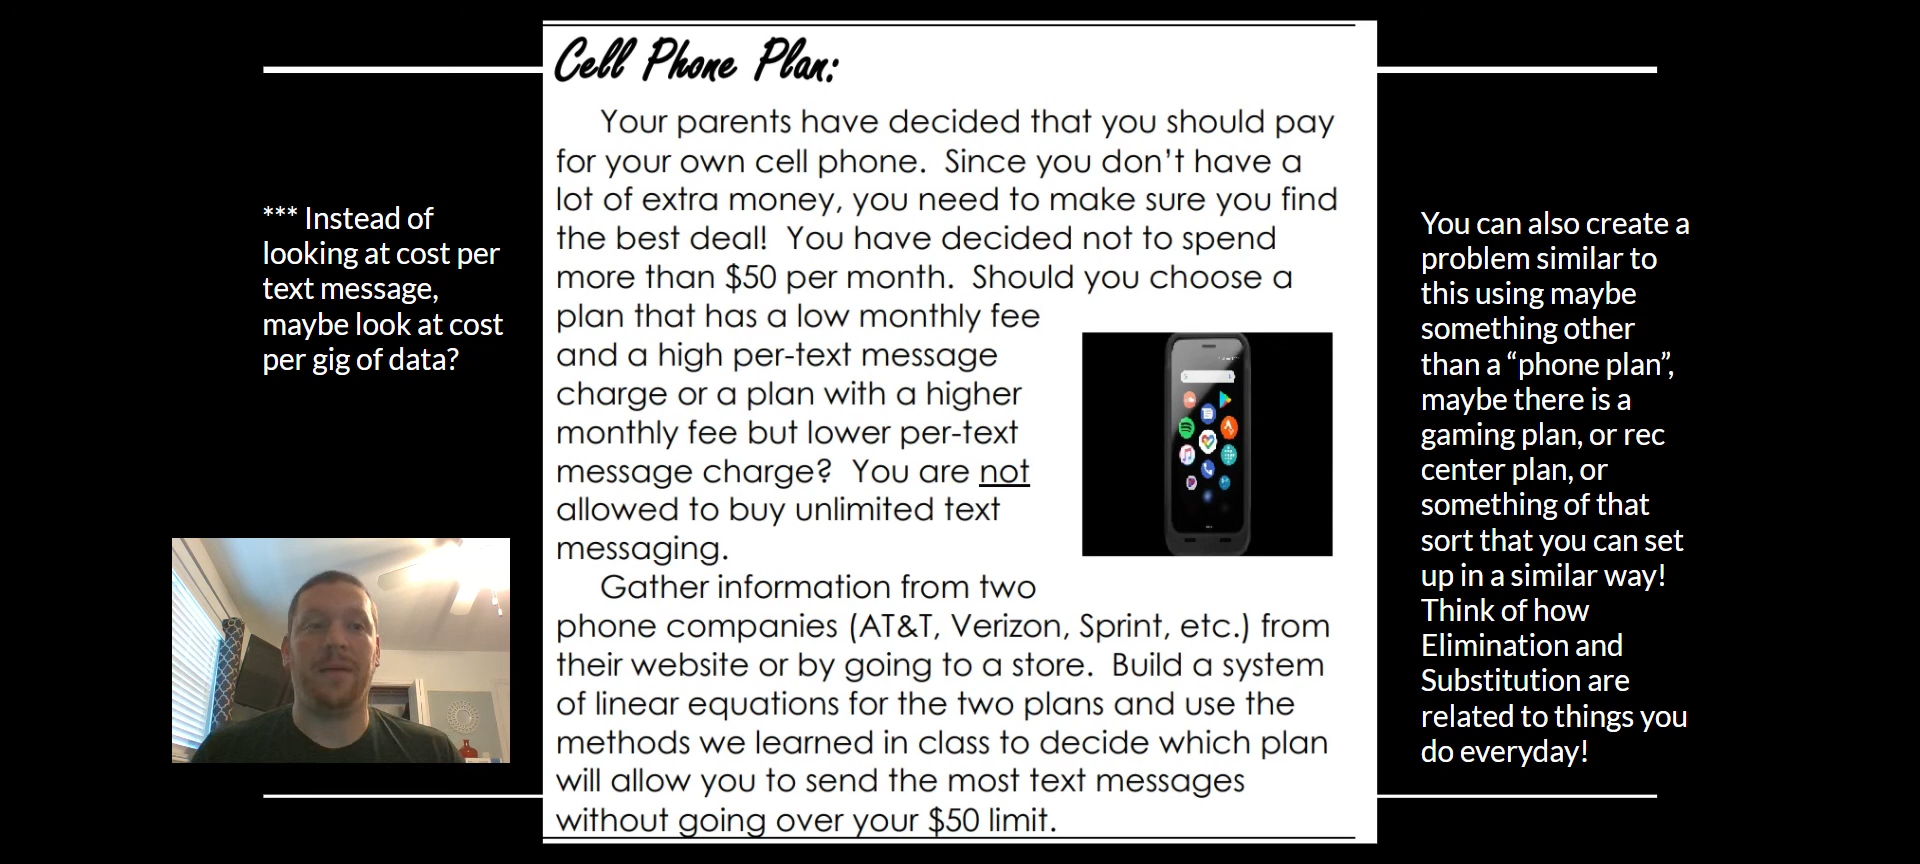 Cell Phone Plan:
Your parents have decided that you should pay
for your own cell phone.  Since you don't have a
lot of extra money, you need to make sure you find
the best deal!  You have decided not to spend
more than $50 per month.  Should you choose a
plan that has a low monthly fee
and a high per-text message
charge or a plan with a higher
monthly fee but lower per-text
message charge?  You are not
allowed to buy unlimited text
messaging.
Gather information from two
phone companies (AT&T, Verizon, Sprint, etc.) from
their website or by going to a store.  Build a system
of linear equations for the two plans and use the
methods we learned in class to decide which plan
will allow you to send the most text messages
without going over your $50 limit.
*** Instead of
looking at cost per
text message,
maybe look at cost
per gig of data?
You can also create a
problem similar to
this using maybe
something other
than a “phone plan”,
maybe there is a
gaming plan, or rec
center plan, or
something of that
sort that you can set
up in a similar way!
Think of how
Elimination and
Substitution are
related to things you
do everyday!